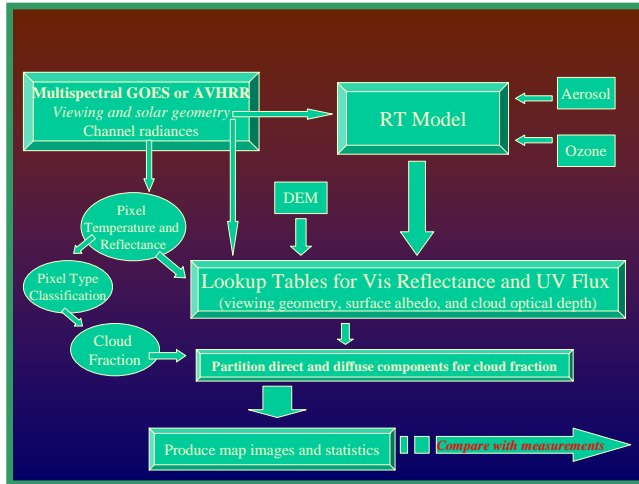 Multispectral GOES or AVHRR
Viewing and solar geometry
Channel radiances
RT Model
Aerosol
Ozone
DEM
Pixel
Temperature and
Reflectance
Pixel Type
Classification
Cloud
Fraction
Lookup Tables for Vis Reflectance and UV Flux
(viewing geometry, surface albedo, and cloud optical depth)
Partition direct and diffuse components for cloud fraction
Produce map images and statistics
Compare with measurements